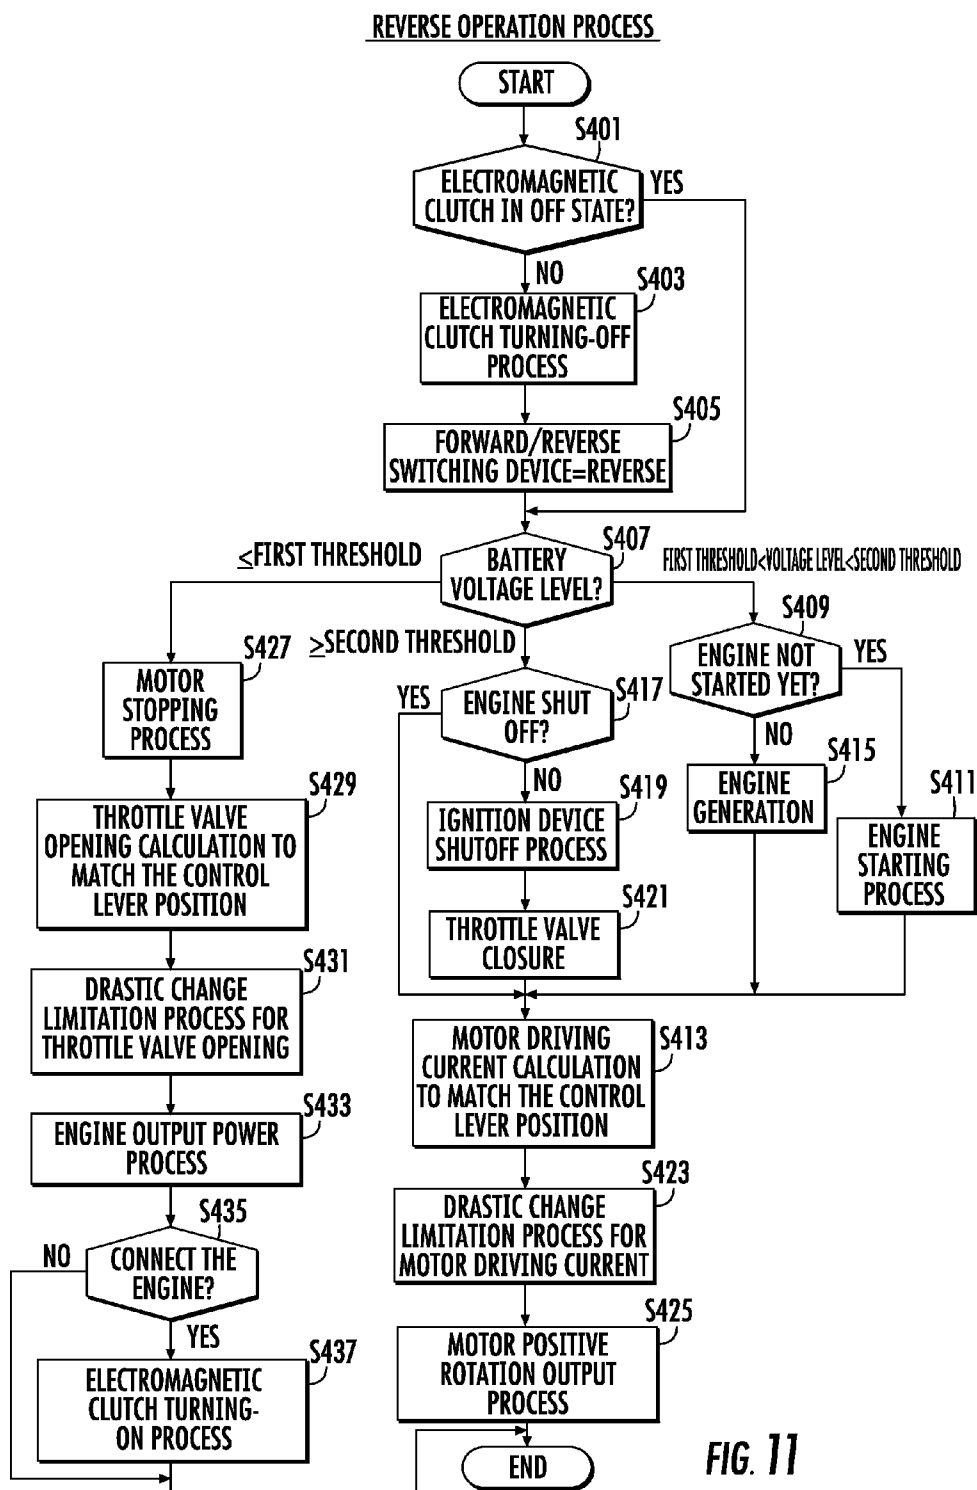 REVERSE OPERATION PROCESS
START
S401
ELECTROMAGNETIC
CLUTCH IN OFF STATE?
YES
NO
S403
ELECTROMAGNETIC
CLUTCH TURNING-OFF
PROCESS
S405
FORWARD/REVERSE
SWITCHING DEVICE=REVERSE
S407
BATTERY
VOLTAGE LEVEL?
≤FIRST THRESHOLD
FIRST THRESHOLD<VOLTAGE LEVEL<SECOND THRESHOLD
≥SECOND THRESHOLD
S409
ENGINE NOT
STARTED YET?
YES
NO
S427
MOTOR
STOPPING
PROCESS
S417
ENGINE SHUT
OFF?
YES
NO
S415
ENGINE
GENERATION
S411
ENGINE
STARTING
PROCESS
S429
THROTTLE VALVE
OPENING CALCULATION TO
MATCH THE CONTROL
LEVER POSITION
S419
IGNITION DEVICE
SHUTOFF PROCESS
S421
THROTTLE VALVE
CLOSURE
S431
DRASTIC CHANGE
LIMITATION PROCESS FOR
THROTTLE VALVE OPENING
S413
MOTOR DRIVING
CURRENT CALCULATION
TO MATCH THE CONTROL
LEVER POSITION
S433
ENGINE OUTPUT POWER
PROCESS
S423
DRASTIC CHANGE
LIMITATION PROCESS FOR
MOTOR DRIVING CURRENT
S435
CONNECT THE
ENGINE?
NO
YES
S425
MOTOR POSITIVE
ROTATION OUTPUT
PROCESS
S437
ELECTROMAGNETIC
CLUTCH TURNING-
ON PROCESS
END
FIG. 11